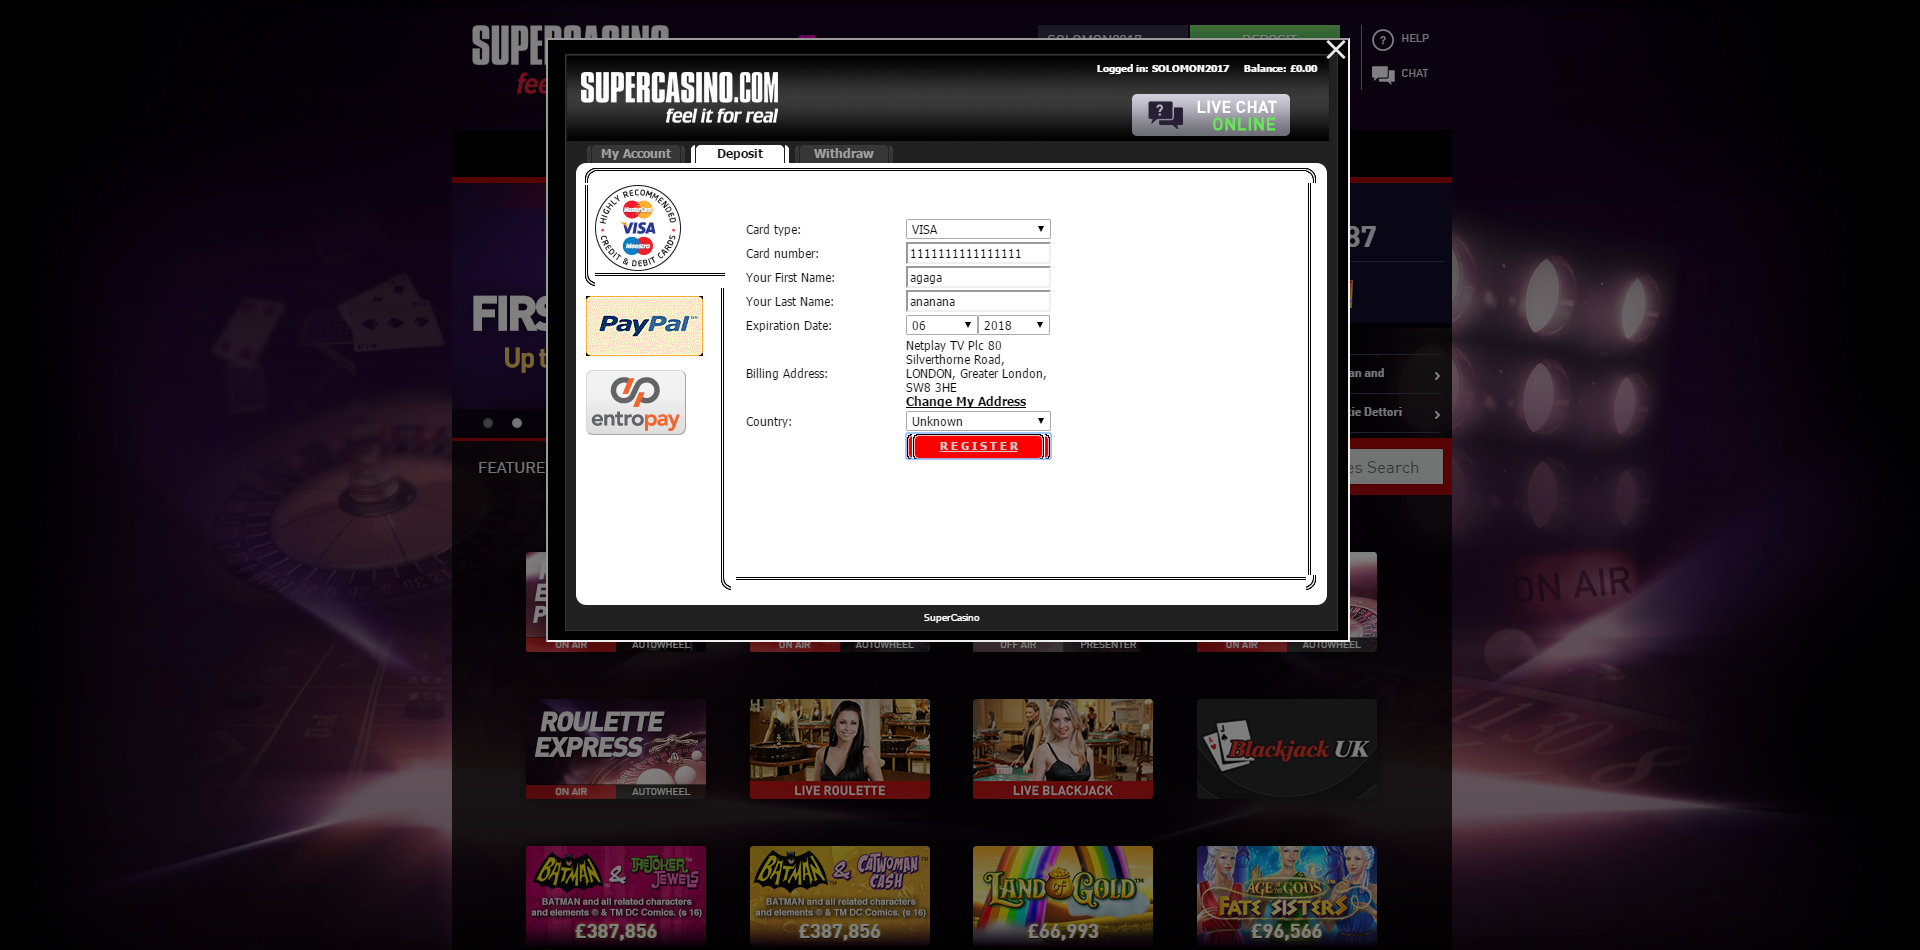 SUPERCASINO
SOLOMON2017
DEPOSIT
HELP
CHAT
Logged in: SOLOMON2017 Balance: £0.00
SUPERCASINO.COM
feel it for real
LIVE CHAT
ONLINE
My Account
Deposit
Withdraw
HIGHLY RECOMMENDED
MasterCard
VISA
Maestro
CREDIT & DEBIT CARDS
PayPal
entropay
Card type: VISA
Card number: 1111111111111111
Your First Name: agaga
Your Last Name: ananana
Expiration Date: 06 2018
Billing Address:
Netplay TV Plc 80
Silverthorne Road,
LONDON, Greater London,
SW8 3HE
Change My Address
Country: Unknown
REGISTER
SuperCasino
feel
37
FIRS
Up t
an and
ie Dettori
FEATURE
es Search
ON AIR
ON AIR AUTOWHEEL
ON AIR AUTOWHEEL
OFF AIR PRESENTER
ON AIR AUTOWHEEL
ROULETTE
EXPRESS
ON AIR AUTOWHEEL
LIVE ROULETTE
LIVE BLACKJACK
Blackjack UK
BATMAN & THE JOKER JEWELS
BATMAN and all related characters
and elements © & TM DC Comics. (s 16)
£387,856
BATMAN & CATWOMAN CASH
BATMAN and all related characters
and elements © & TM DC Comics. (s 16)
£387,856
LAND OF GOLD™
£66,993
AGE OF THE GODS
FATE SISTERS
£96,566